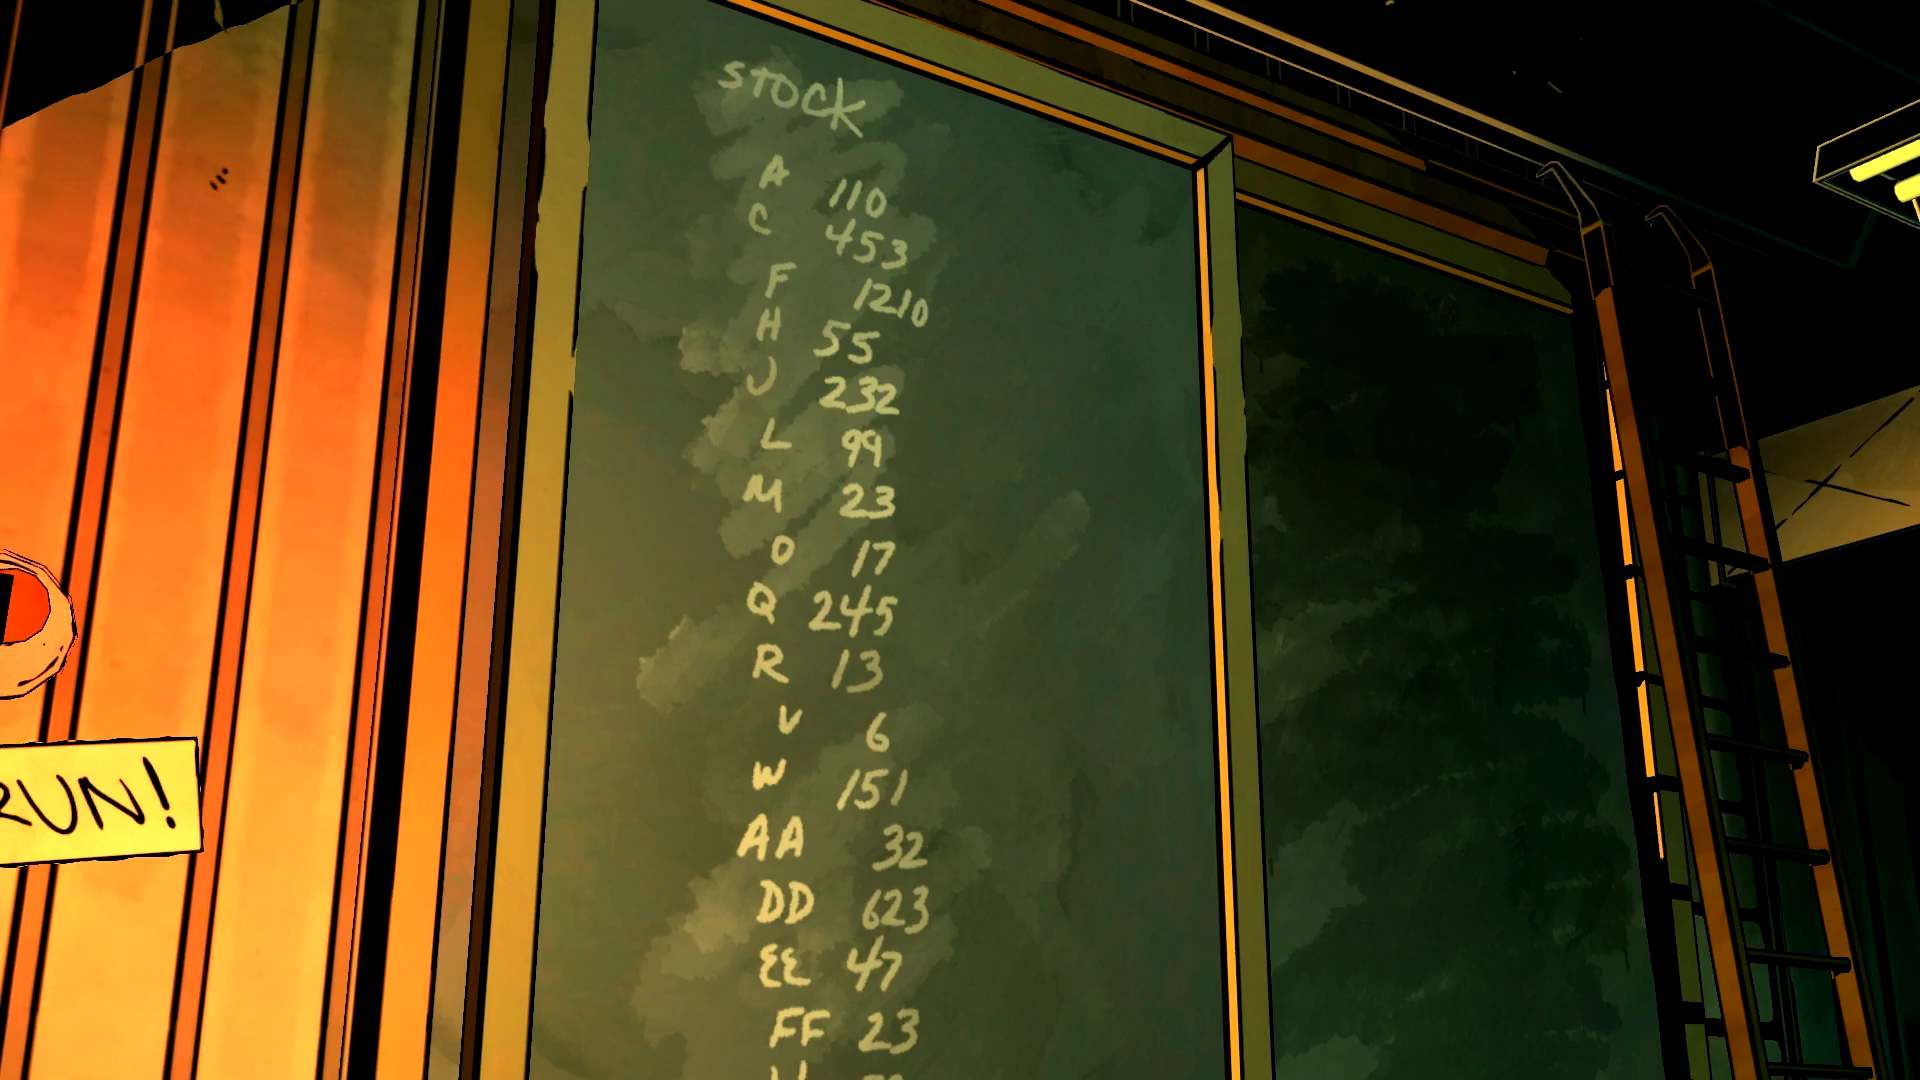 STOCK
A 110
C 453
F 1210
H 55
J 232
L 99
M 23
O 17
Q 245
R 13
V 6
W 151
AA 32
DD 623
EE 47
FF 23
RUN!